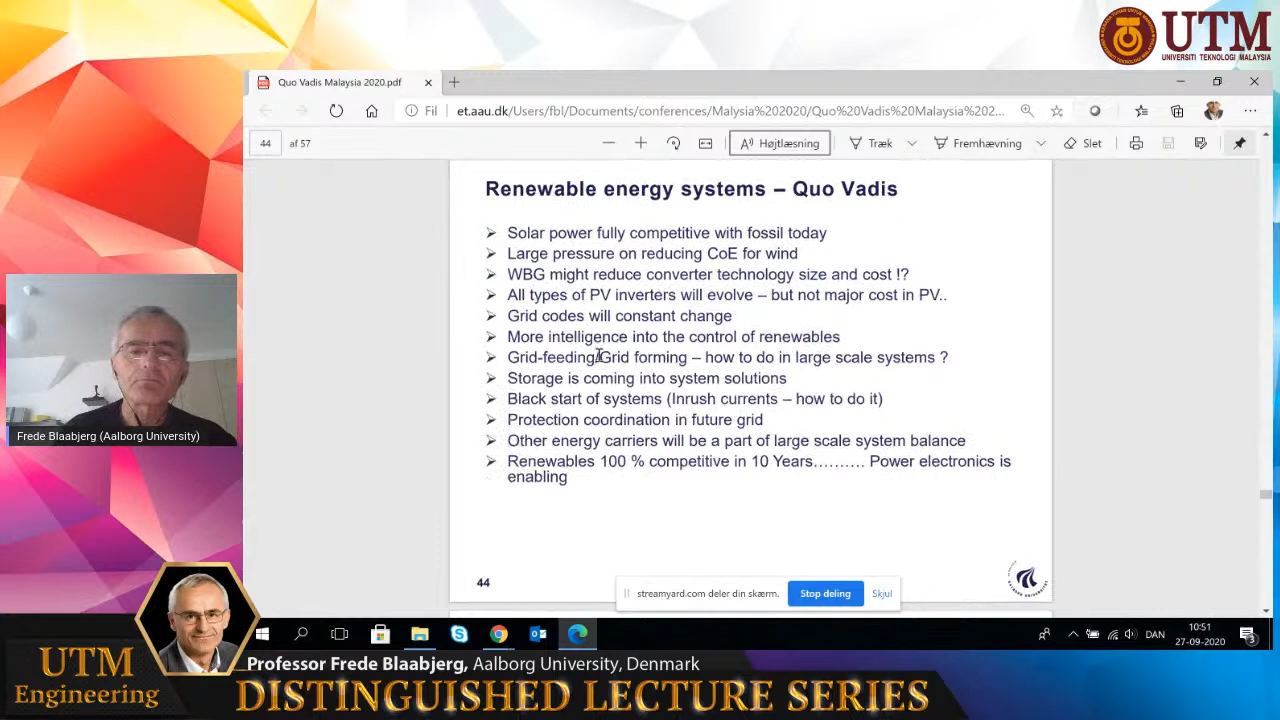 UTM
UNIVERSITI TEKNOLOGI MALAYSIA
Quo Vadis Malaysia 2020.pdf
Fil
et.aau.dk/Users/fbl/Documents/conferences/Malysia%202020/Quo%20Vadis%20Malaysia%202...
44
af 57
Højtlæsning
Træk
Fremhævning
Slet
Renewable energy systems – Quo Vadis
➢ Solar power fully competitive with fossil today
➢ Large pressure on reducing CoE for wind
➢ WBG might reduce converter technology size and cost !?
➢ All types of PV inverters will evolve – but not major cost in PV..
➢ Grid codes will constant change
➢ More intelligence into the control of renewables
➢ Grid-feeding/Grid forming – how to do in large scale systems ?
➢ Storage is coming into system solutions
➢ Black start of systems (Inrush currents – how to do it)
➢ Protection coordination in future grid
➢ Other energy carriers will be a part of large scale system balance
➢ Renewables 100 % competitive in 10 Years.......... Power electronics is
enabling
44
Frede Blaabjerg (Aalborg University)
streamyard.com deler din skærm.
Stop deling
Skjul
DAN
10:51
27-09-2020
3
UTM
Engineering
Professor Frede Blaabjerg, Aalborg University, Denmark
DISTINGUISHED LECTURE SERIES